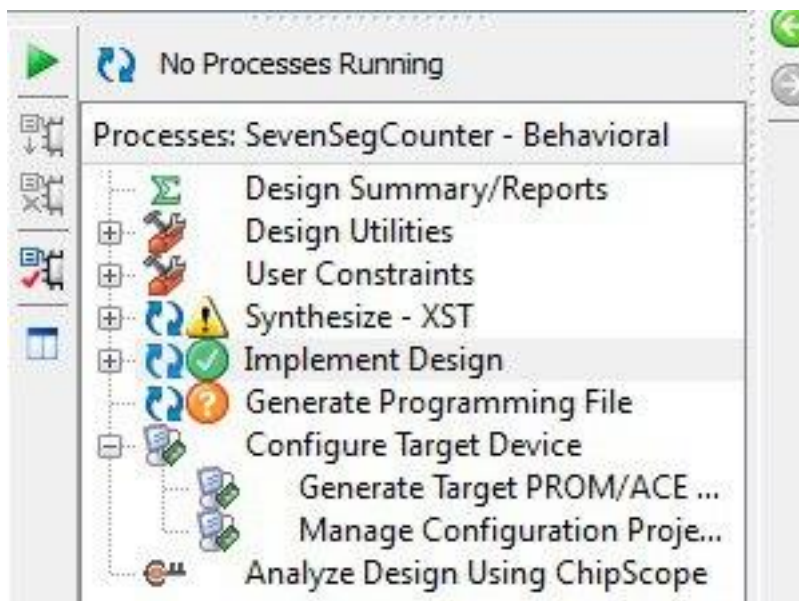 No Processes Running
Processes: SevenSegCounter - Behavioral
Design Summary/Reports
Design Utilities
User Constraints
Synthesize - XST
Implement Design
Generate Programming File
Configure Target Device
Generate Target PROM/ACE ...
Manage Configuration Proje...
Analyze Design Using ChipScope